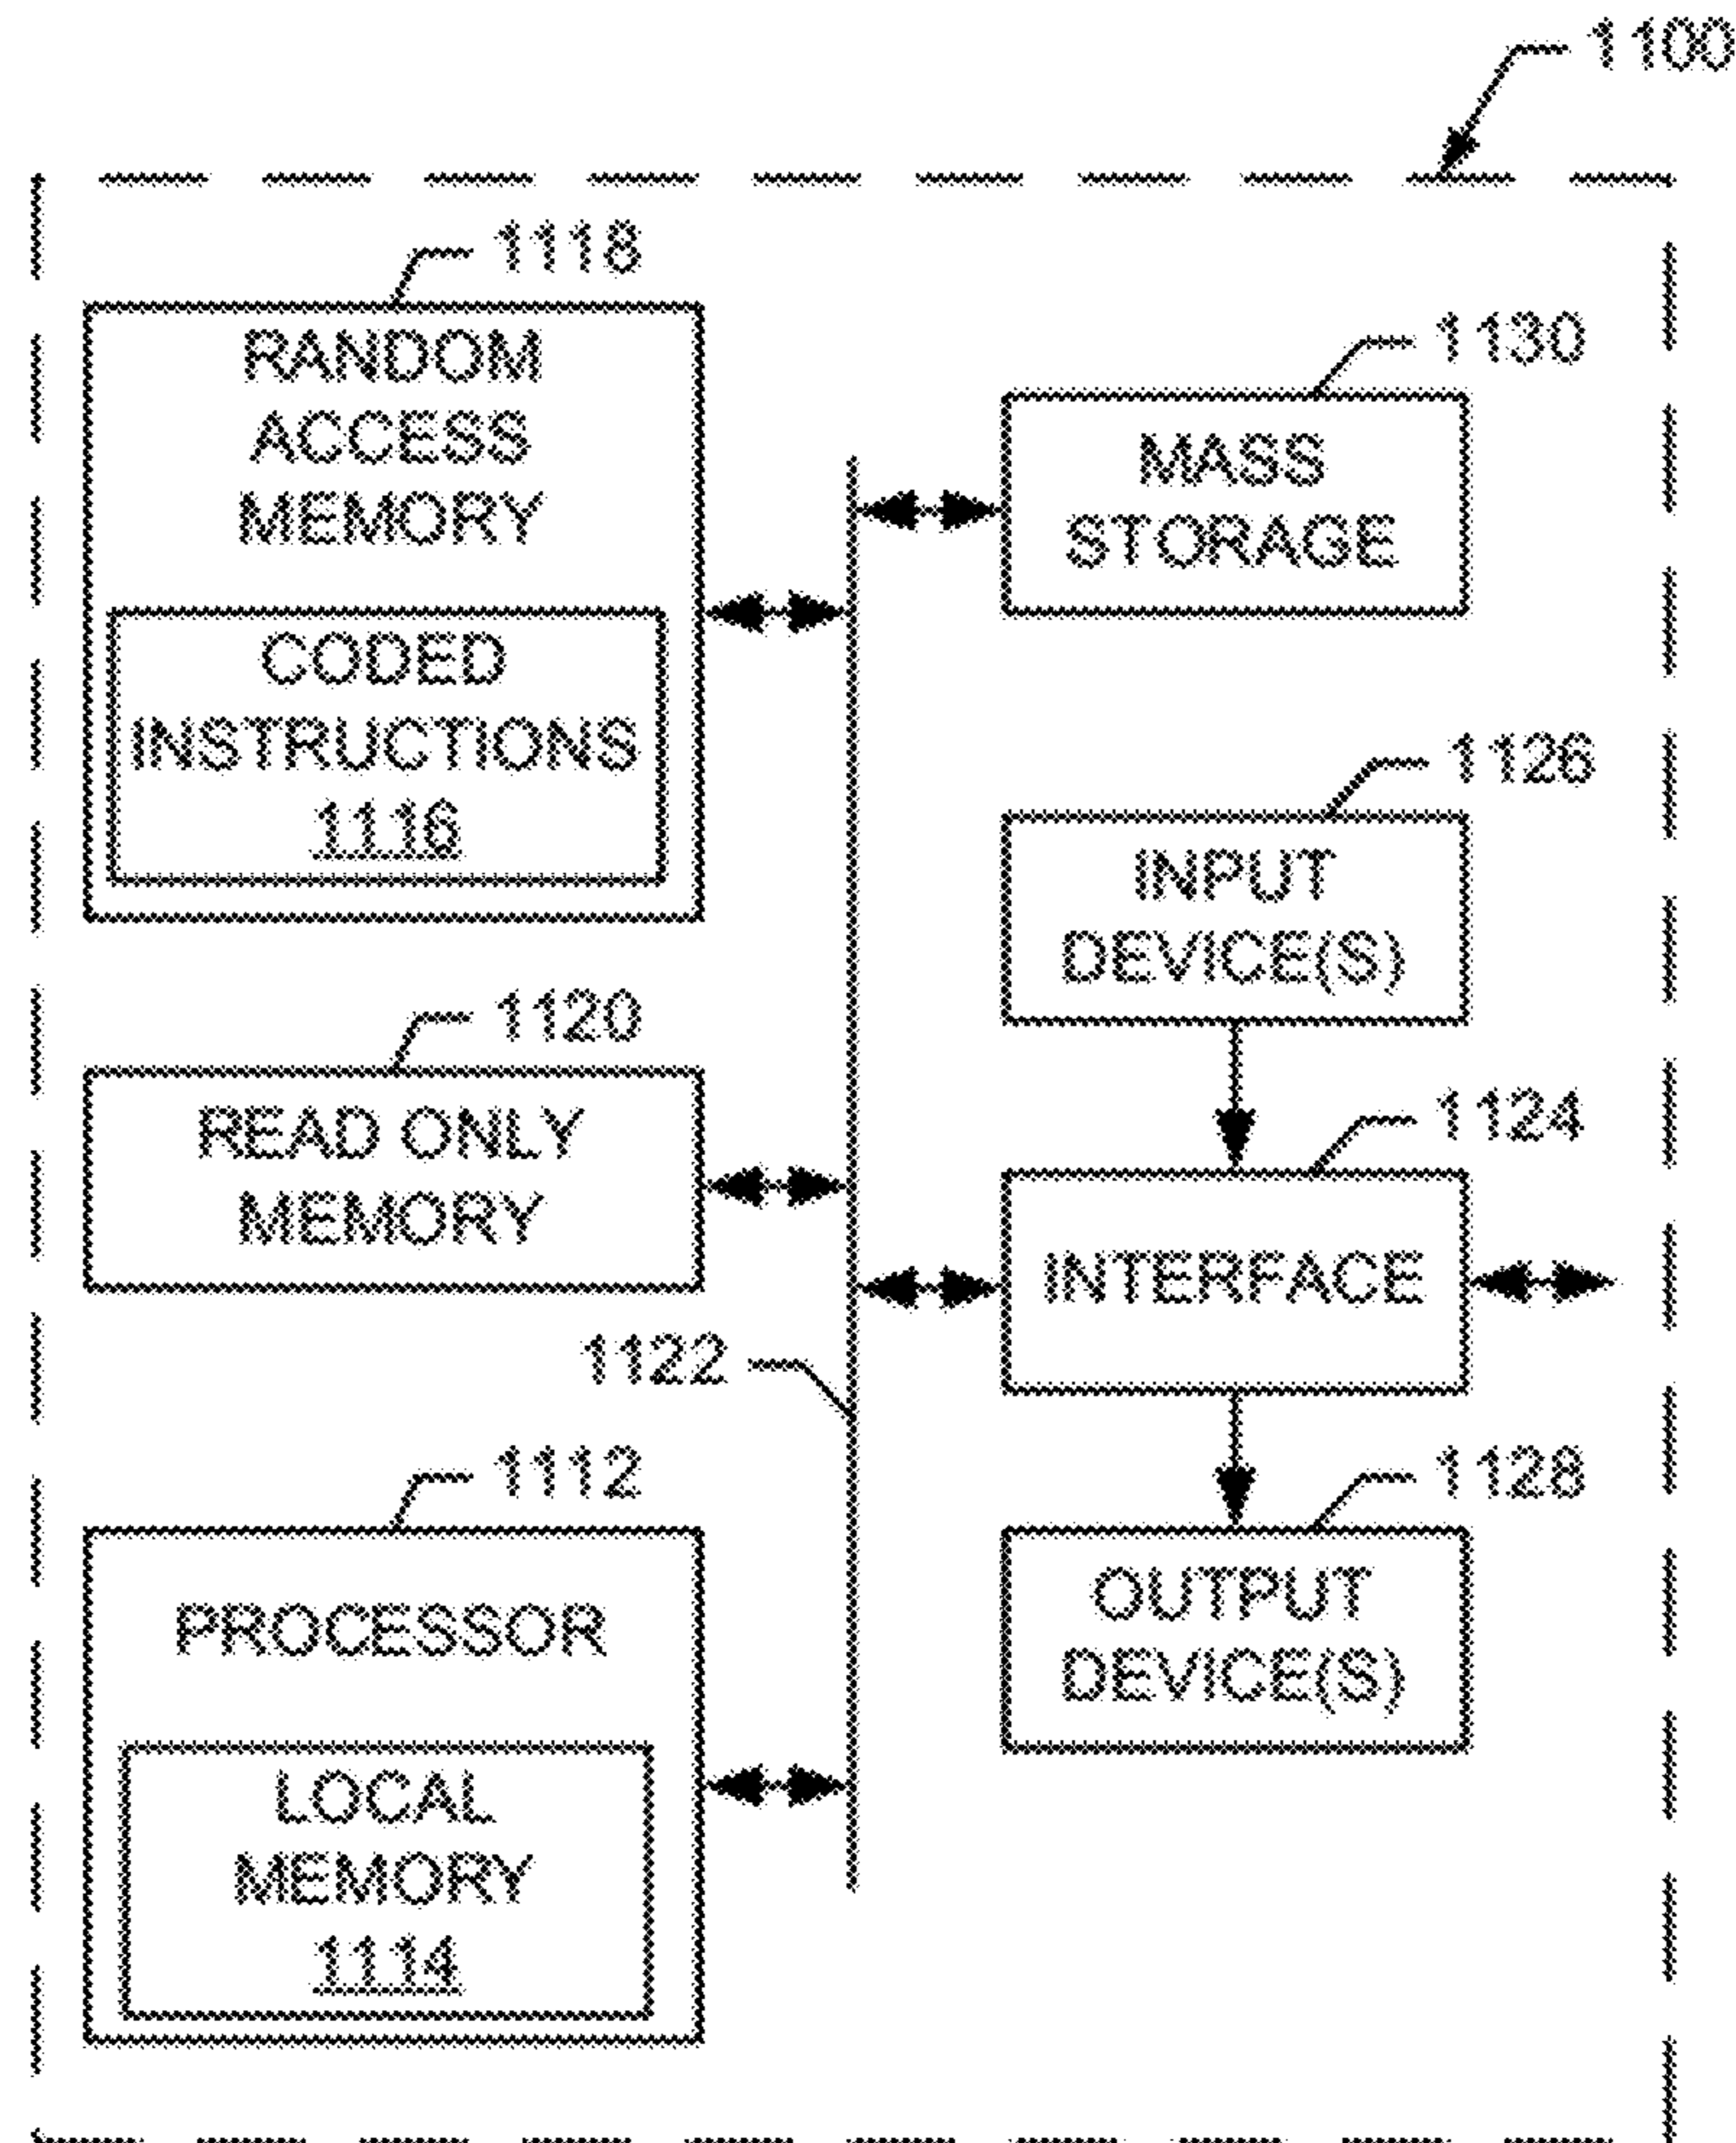 1100
1118
RANDOM
ACCESS
MEMORY
CODED
INSTRUCTIONS
1116
1130
MASS
STORAGE
1126
INPUT
DEVICE(S)
1120
READ ONLY
MEMORY
1124
INTERFACE
1122
1112
PROCESSOR
LOCAL
MEMORY
1114
1128
OUTPUT
DEVICE(S)